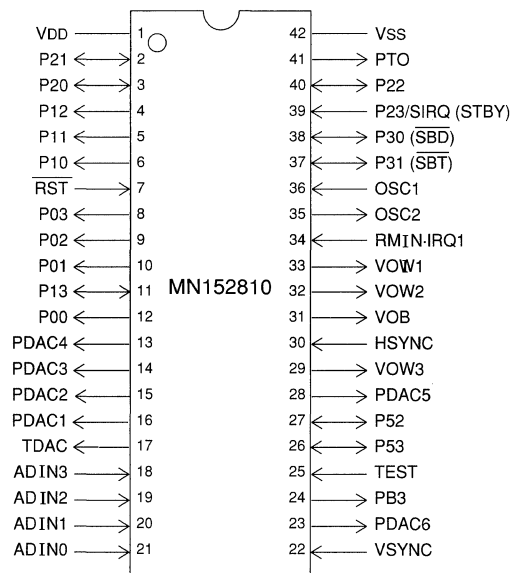 VDD 1 42 VSS
P21 2 41 PTO
P20 3 40 P22
P12 4 39 P23/SIRQ (STBY)
P11 5 38 P30 (SBD)
P10 6 37 P31 (SBT)
RST 7 36 OSC1
P03 8 35 OSC2
P02 9 34 RMIN·IRQ1
P01 10 33 VOW1
P13 11 MN152810 32 VOW2
P00 12 31 VOB
PDAC4 13 30 HSYNC
PDAC3 14 29 VOW3
PDAC2 15 28 PDAC5
PDAC1 16 27 P52
TDAC 17 26 P53
ADIN3 18 25 TEST
ADIN2 19 24 PB3
ADIN1 20 23 PDAC6
ADIN0 21 22 VSYNC